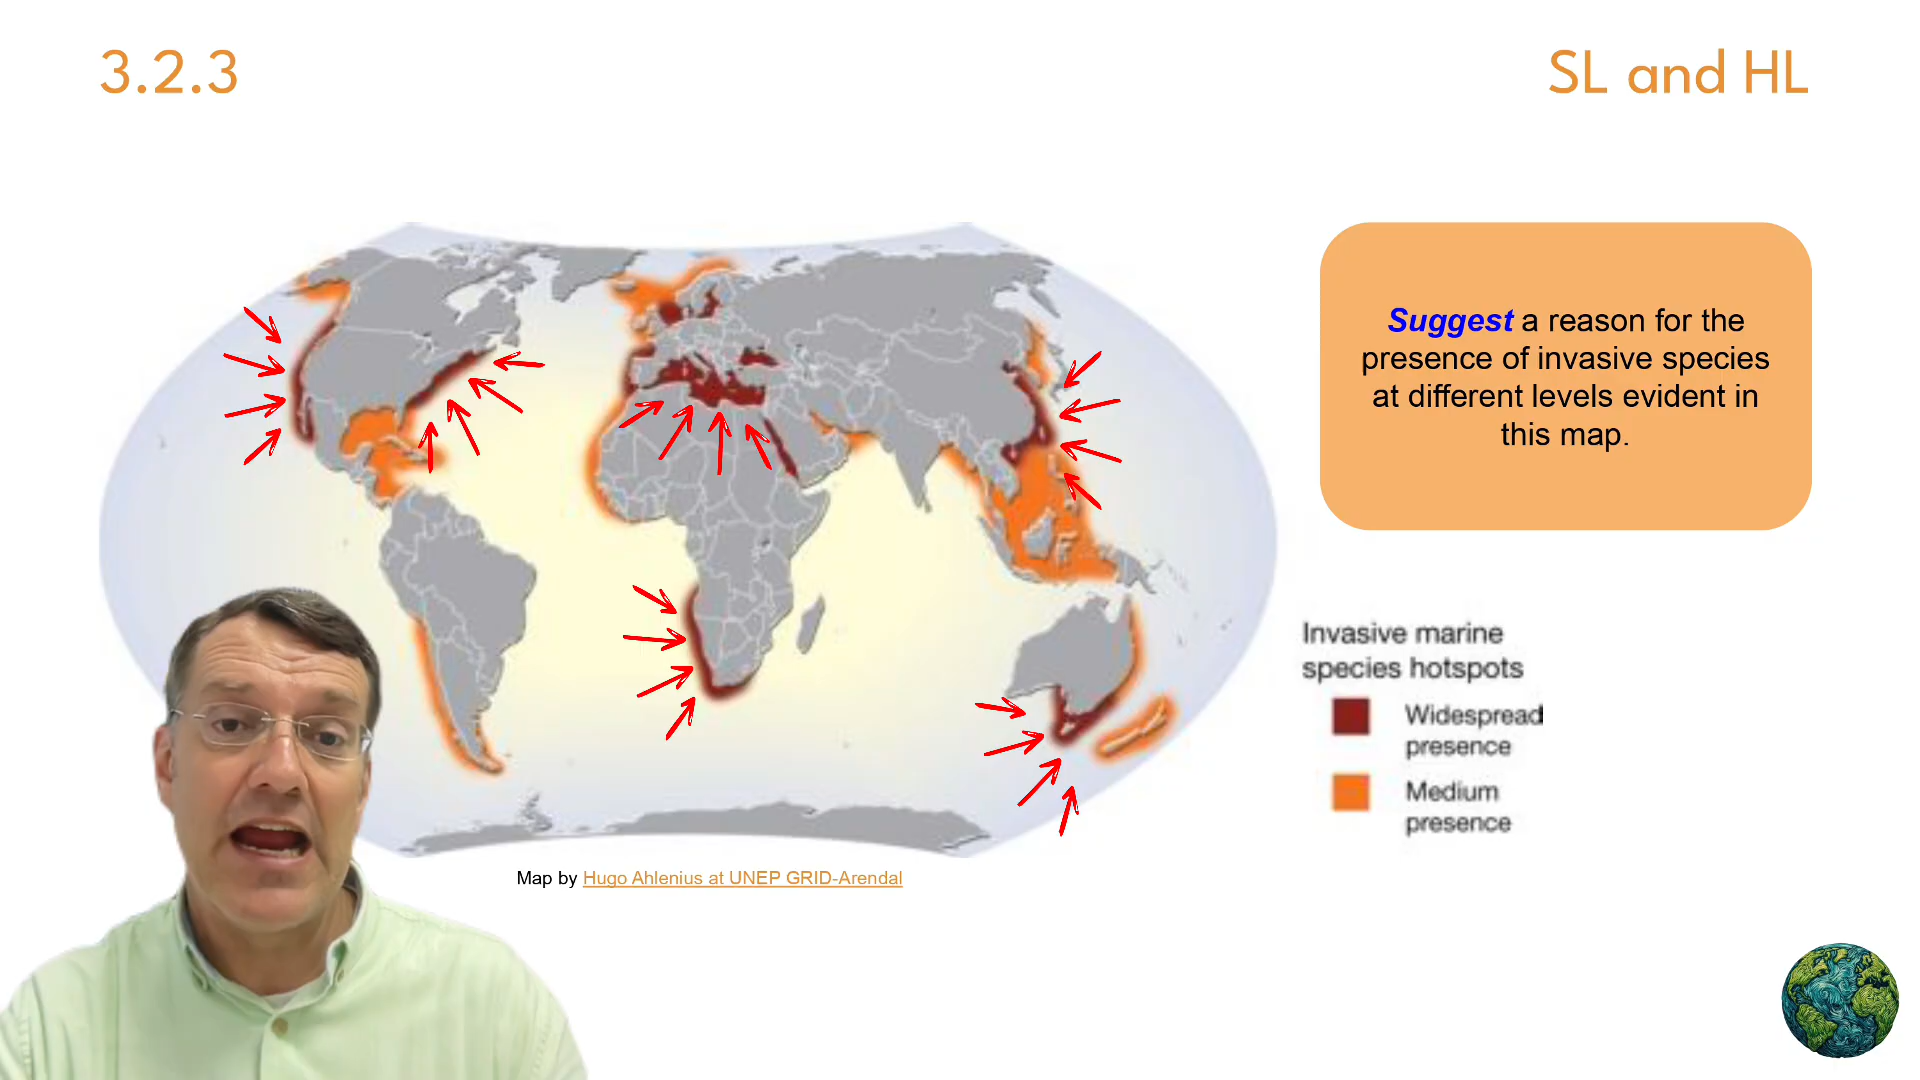 3.2.3
SL and HL
Suggest a reason for the
presence of invasive species
at different levels evident in
this map.
Invasive marine
species hotspots
Widespread
presence
Medium
presence
Map by Hugo Ahlenius at UNEP GRID-Arendal